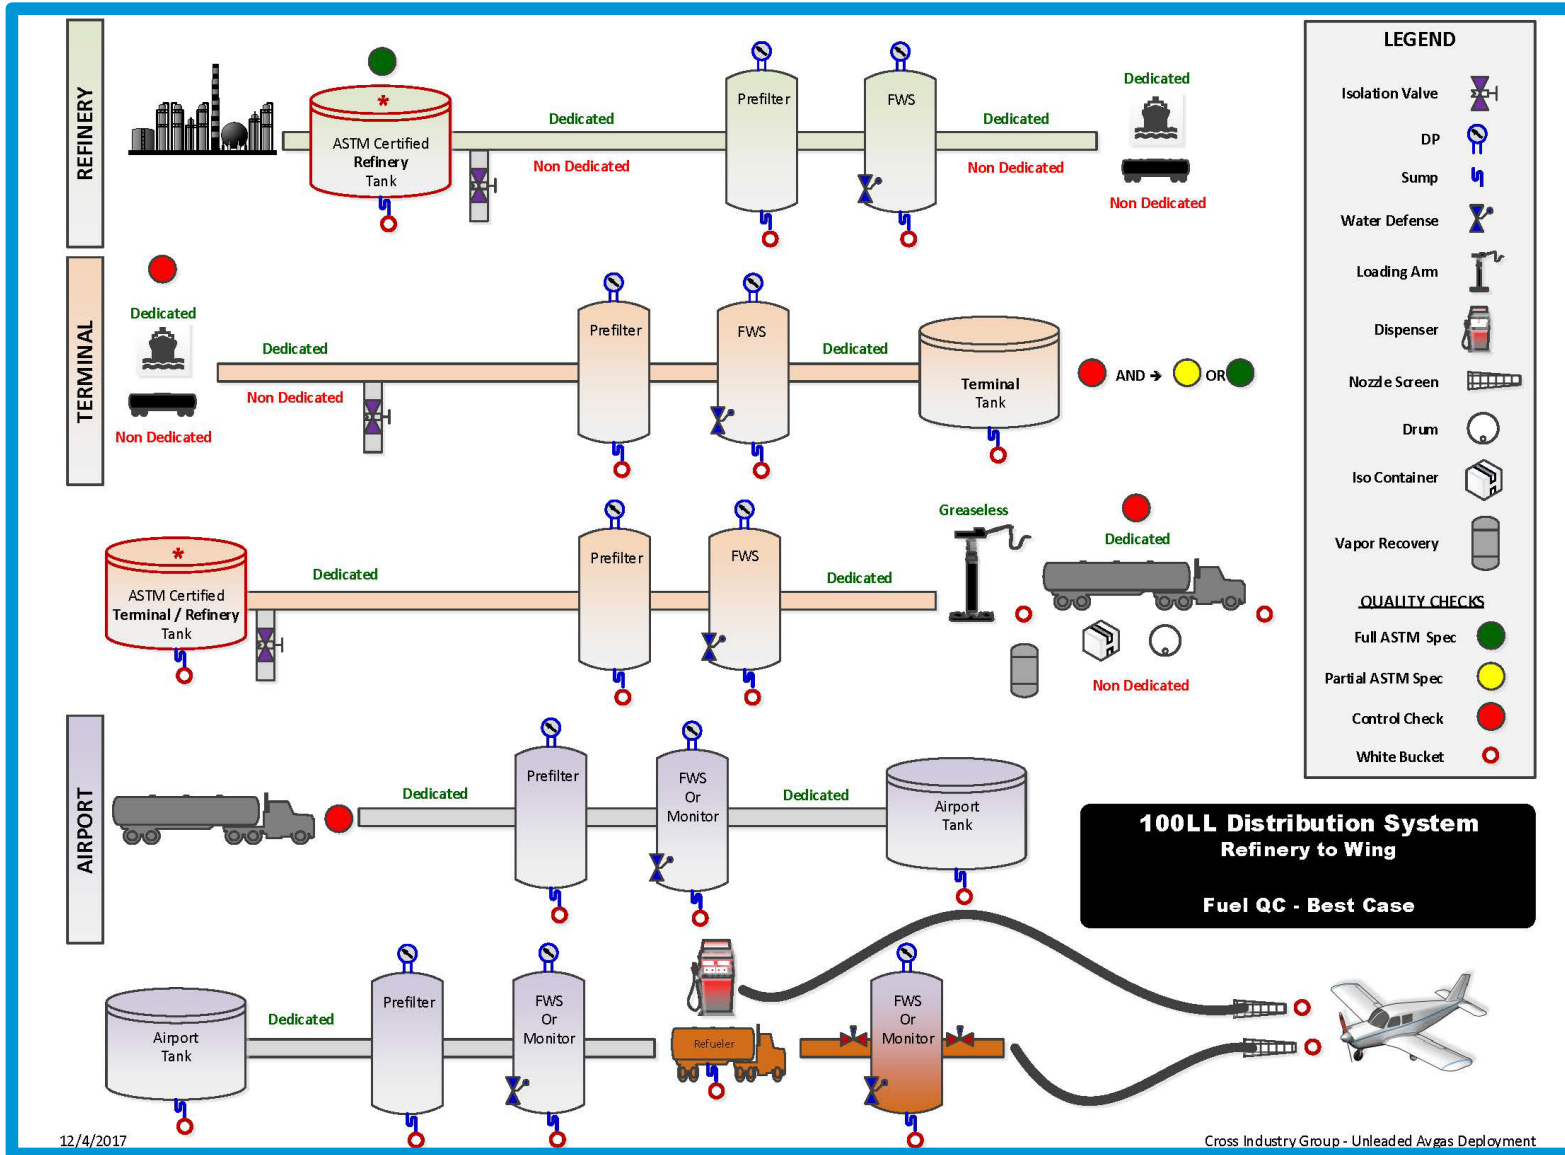 REFINERY
ASTM Certified
Refinery
Tank
*
Dedicated
Non Dedicated
Prefilter
FWS
Dedicated
Non Dedicated
Dedicated
Non Dedicated
TERMINAL
Dedicated
Non Dedicated
Dedicated
Non Dedicated
Prefilter
FWS
Dedicated
Terminal
Tank
AND → OR
*
ASTM Certified
Terminal / Refinery
Tank
Dedicated
Prefilter
FWS
Dedicated
Greaseless
Dedicated
Non Dedicated
AIRPORT
Dedicated
Prefilter
FWS
Or
Monitor
Dedicated
Airport
Tank
Airport
Tank
Dedicated
Prefilter
FWS
Or
Monitor
Refueler
FWS
Or
Monitor
LEGEND
Isolation Valve
DP
Sump
Water Defense
Loading Arm
Dispenser
Nozzle Screen
Drum
Iso Container
Vapor Recovery
QUALITY CHECKS
Full ASTM Spec
Partial ASTM Spec
Control Check
White Bucket
100LL Distribution System
Refinery to Wing
Fuel QC - Best Case
12/4/2017
Cross Industry Group - Unleaded Avgas Deployment